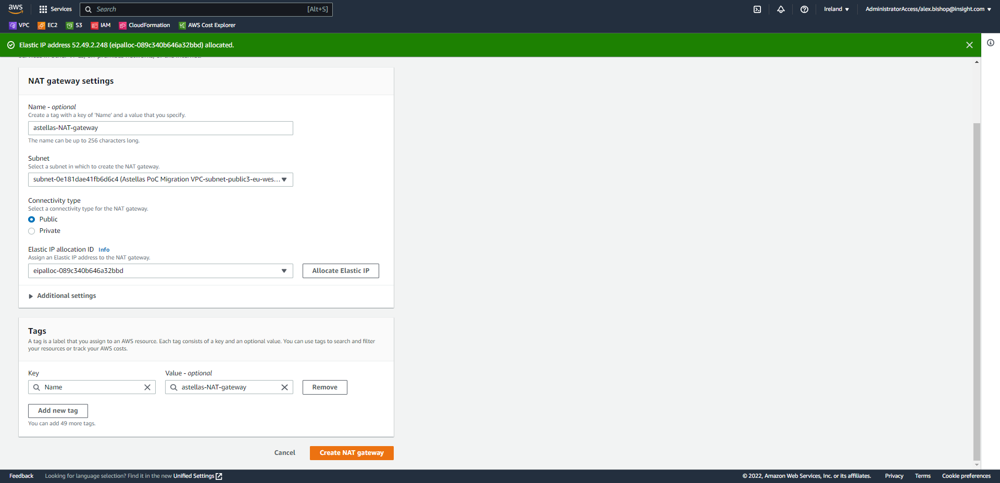 aws Services Search [Alt+S] Ireland AdministratorAccess/alex.bishop@insight.com
VPC EC2 S3 IAM CloudFormation AWS Cost Explorer
Elastic IP address 52.49.2.248 (eipalloc-089c340b646a32bbd) allocated.
NAT gateway settings
Name - optional
Create a tag with a key of 'Name' and a value that you specify.
astellas-NAT-gateway
The name can be up to 256 characters long.
Subnet
Select a subnet in which to create the NAT gateway.
subnet-0e181dae41fb6d6c4 (Astellas PoC Migration VPC-subnet-public3-eu-wes...
Connectivity type
Select a connectivity type for the NAT gateway.
Public
Private
Elastic IP allocation ID Info
Assign an Elastic IP address to the NAT gateway.
eipalloc-089c340b646a32bbd Allocate Elastic IP
Additional settings
Tags
A tag is a label that you assign to an AWS resource. Each tag consists of a key and an optional value. You can use tags to search and filter
your resources or track your AWS costs.
Key Value - optional
Name astellas-NAT-gateway Remove
Add new tag
You can add 49 more tags.
Cancel Create NAT gateway
Feedback Looking for language selection? Find it in the new Unified Settings © 2022, Amazon Web Services, Inc. or its affiliates. Privacy Terms Cookie preferences